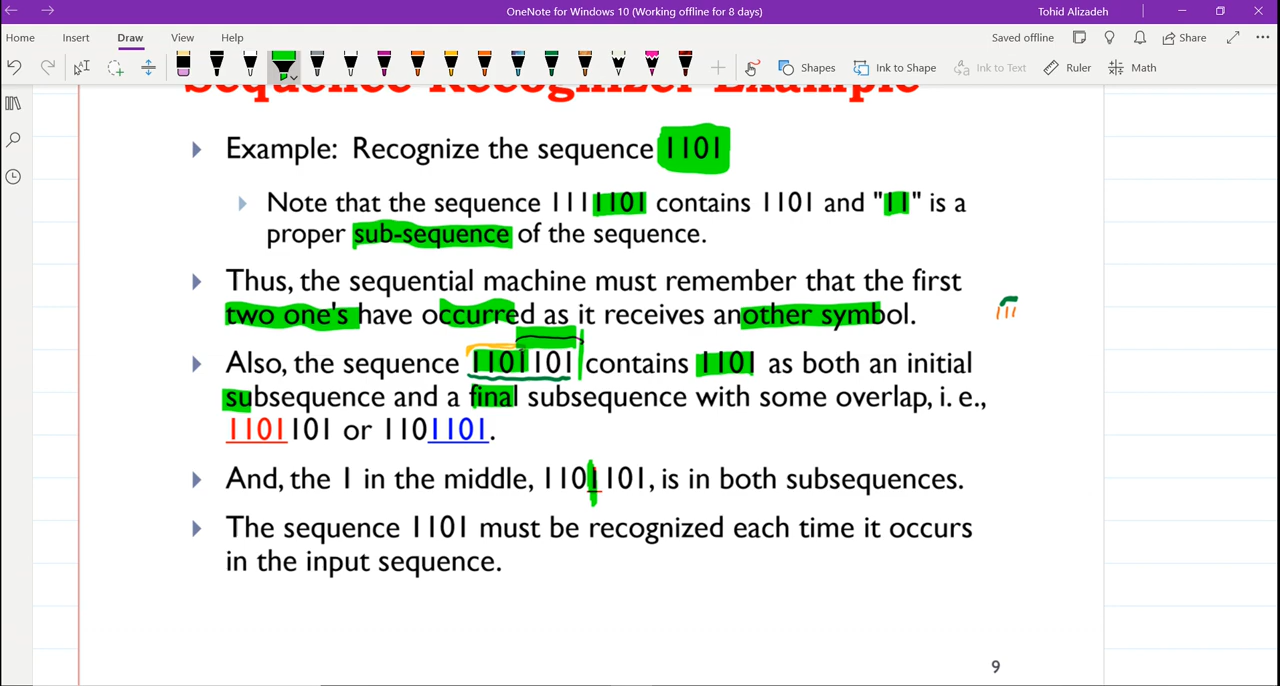 OneNote for Windows 10 (Working offline for 8 days)
Tohid Alizadeh
Home Insert Draw View Help
Saved offline
Share
Shapes
Ink to Shape
Ink to Text
Ruler
Math
Sequence Recognizer Example
Example: Recognize the sequence 1101
Note that the sequence 1111101 contains 1101 and "11" is a
proper sub-sequence of the sequence.
Thus, the sequential machine must remember that the first
two one's have occurred as it receives another symbol.
Also, the sequence 1101101 contains 1101 as both an initial
subsequence and a final subsequence with some overlap, i. e.,
1101101 or 1101101.
And, the 1 in the middle, 1101101, is in both subsequences.
The sequence 1101 must be recognized each time it occurs
in the input sequence.
9